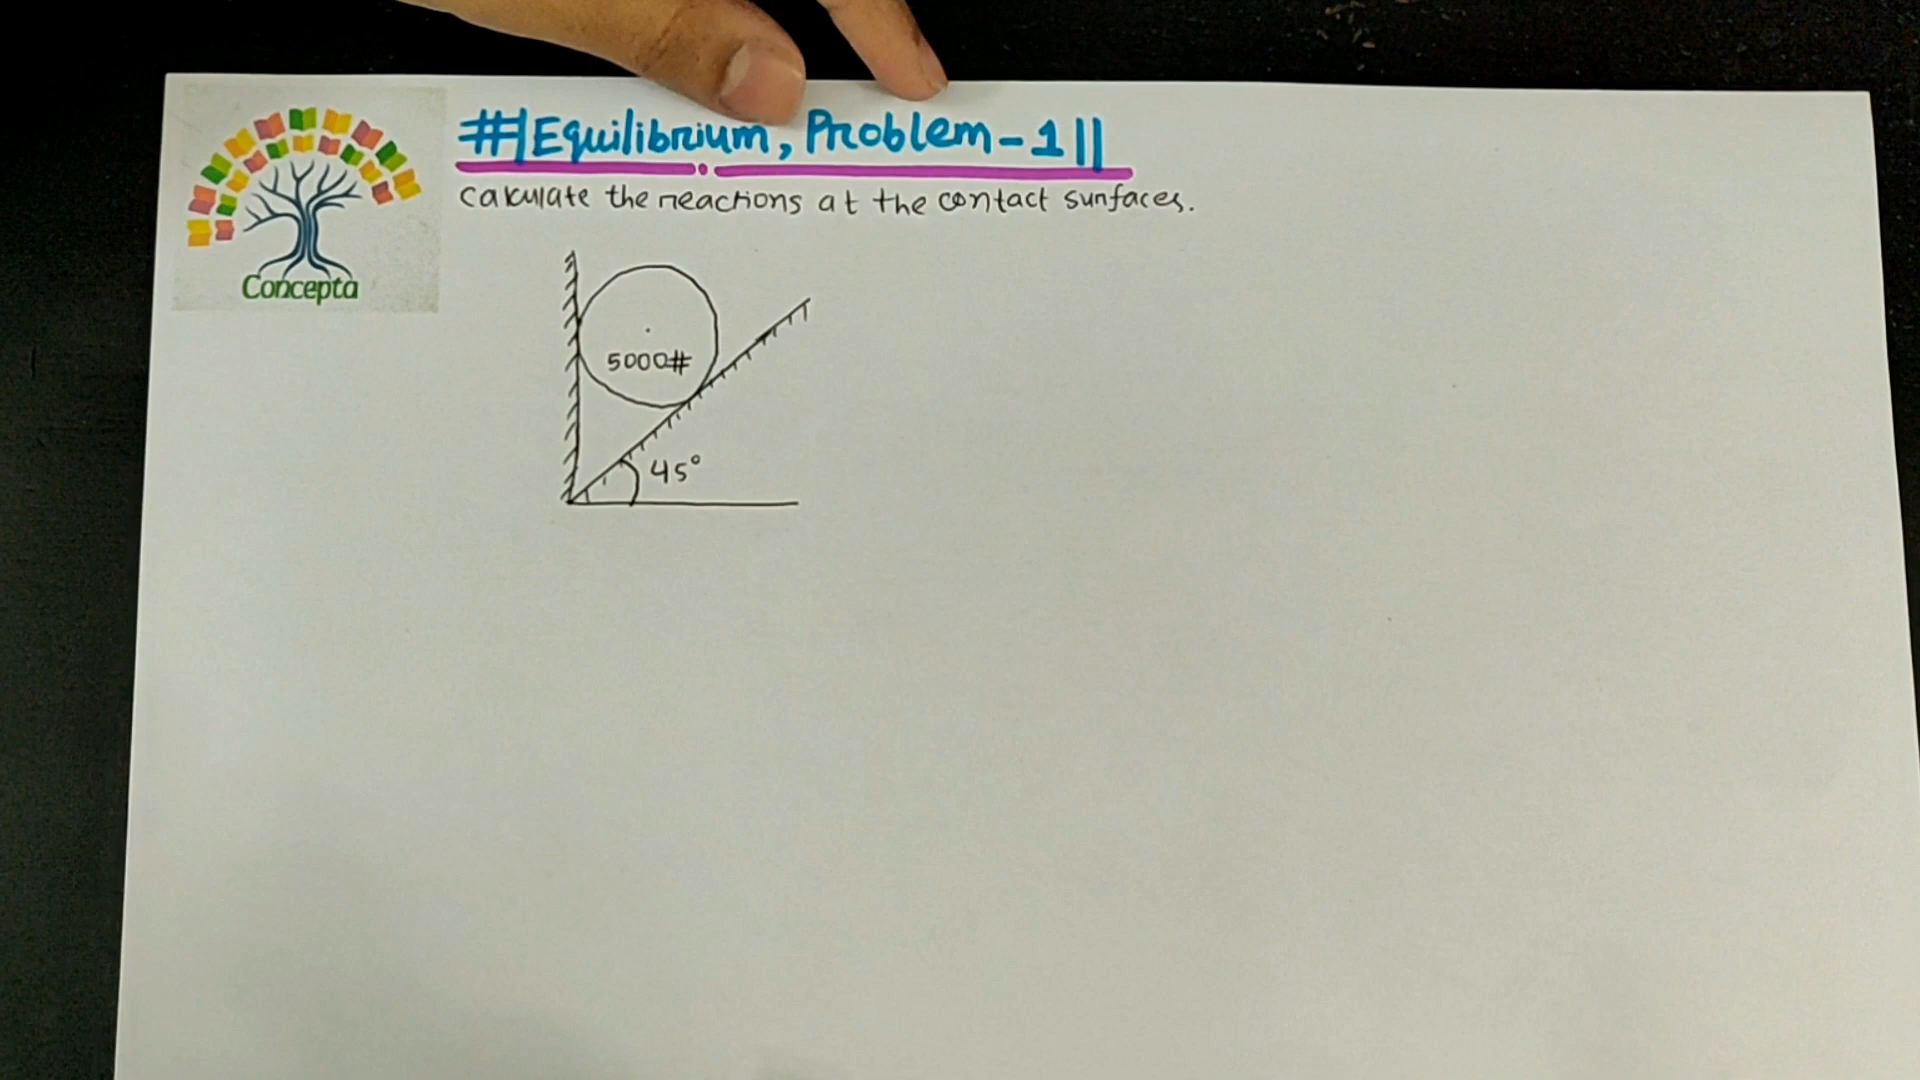 #|Equilibrium, Problem-1||
calculate the reactions at the contact surfaces.
Concepta
5000#
45°